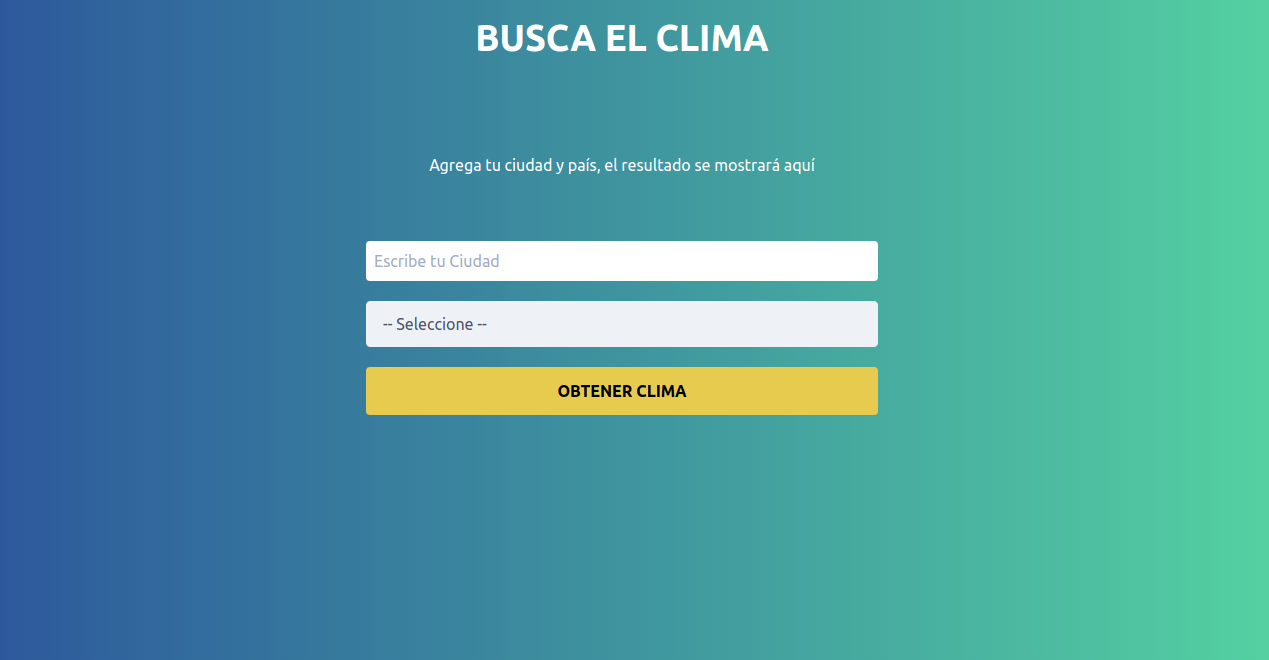 BUSCA EL CLIMA
Agrega tu ciudad y país, el resultado se mostrará aquí
Escribe tu Ciudad
-- Seleccione --
OBTENER CLIMA